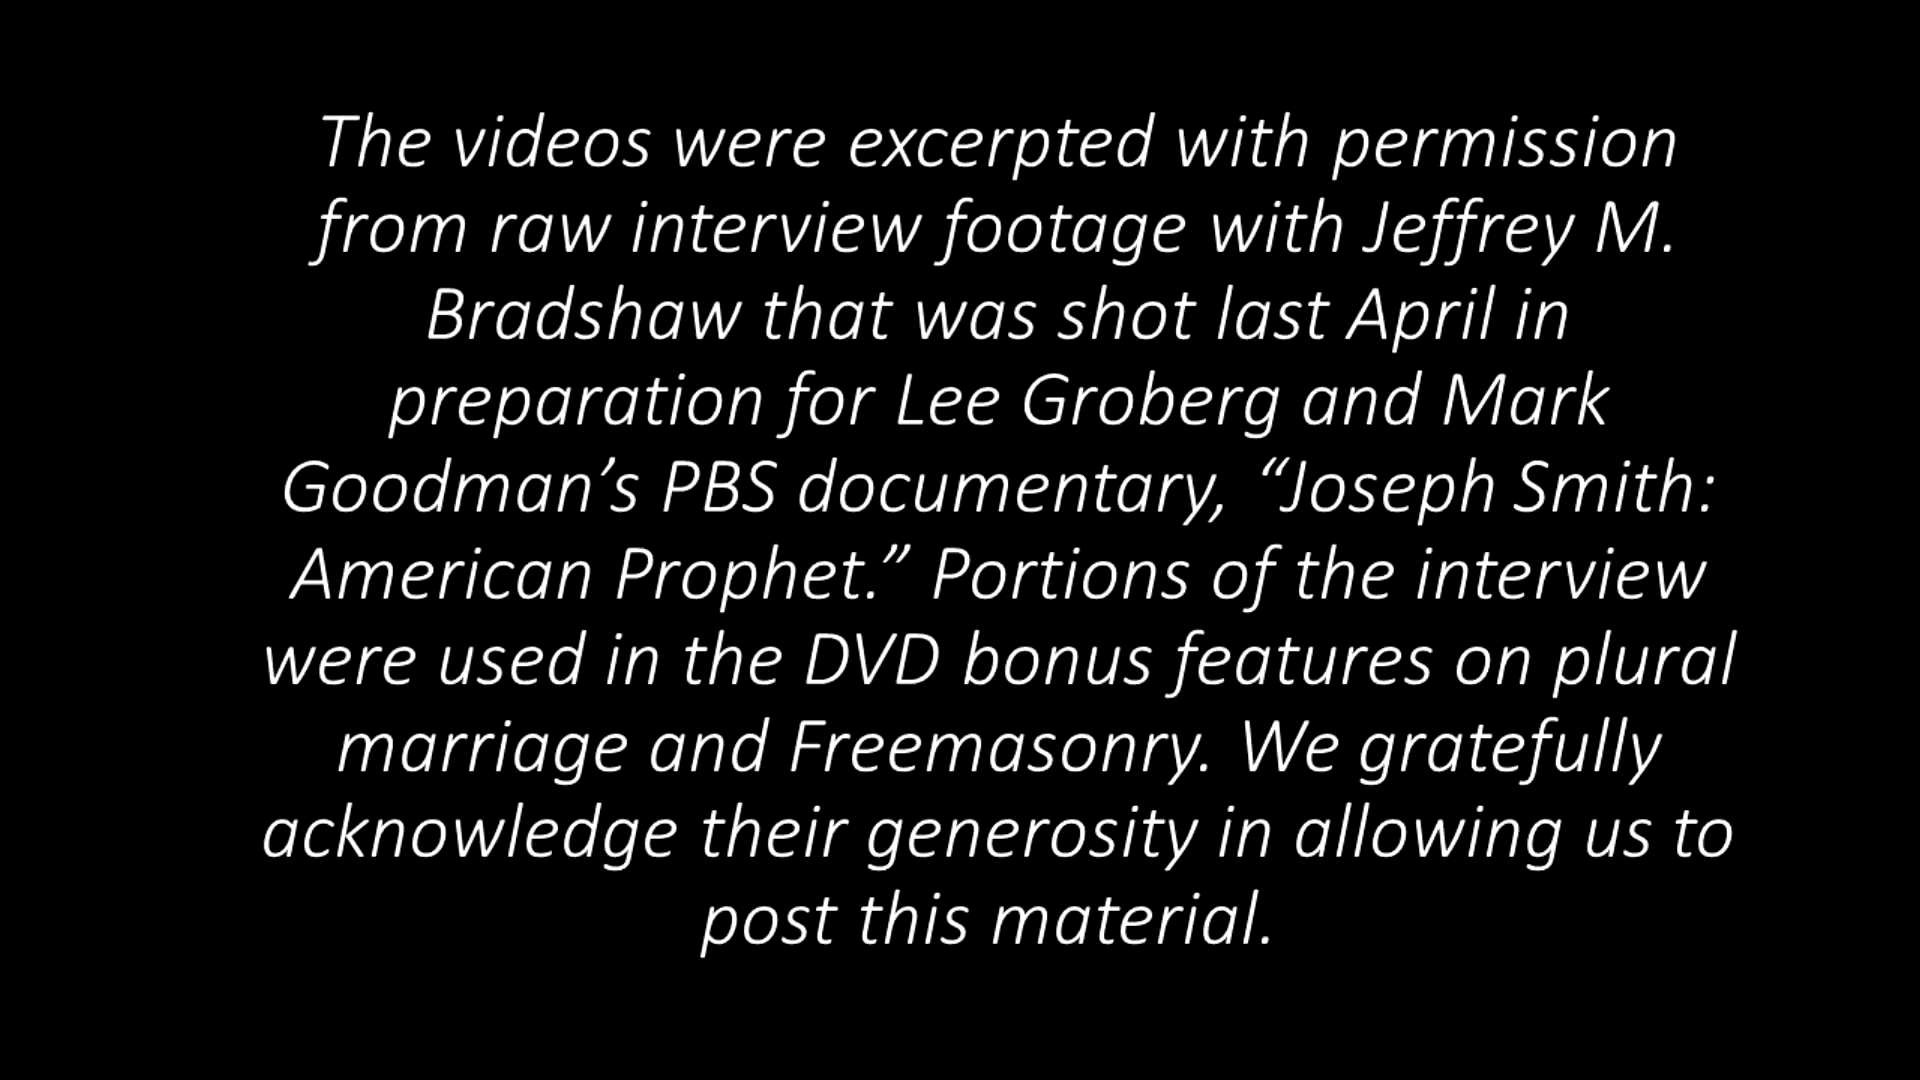 The videos were excerpted with permission
from raw interview footage with Jeffrey M.
Bradshaw that was shot last April in
preparation for Lee Groberg and Mark
Goodman’s PBS documentary, “Joseph Smith:
American Prophet.” Portions of the interview
were used in the DVD bonus features on plural
marriage and Freemasonry. We gratefully
acknowledge their generosity in allowing us to
post this material.